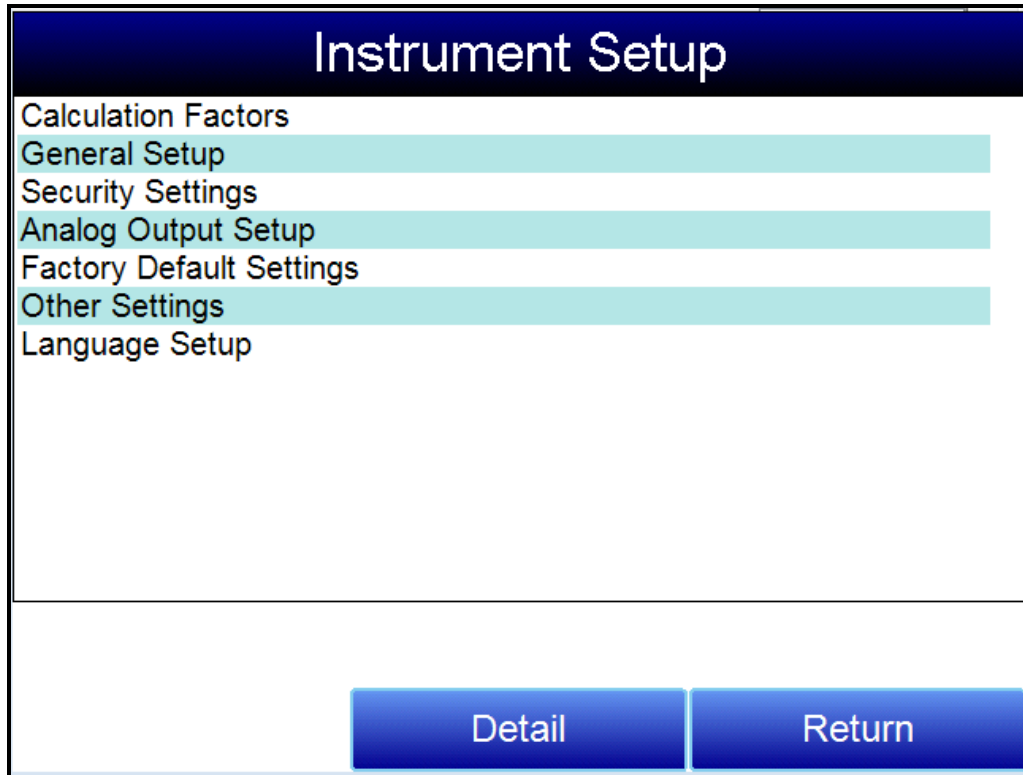 Instrument Setup
Calculation Factors
General Setup
Security Settings
Analog Output Setup
Factory Default Settings
Other Settings
Language Setup
Detail
Return